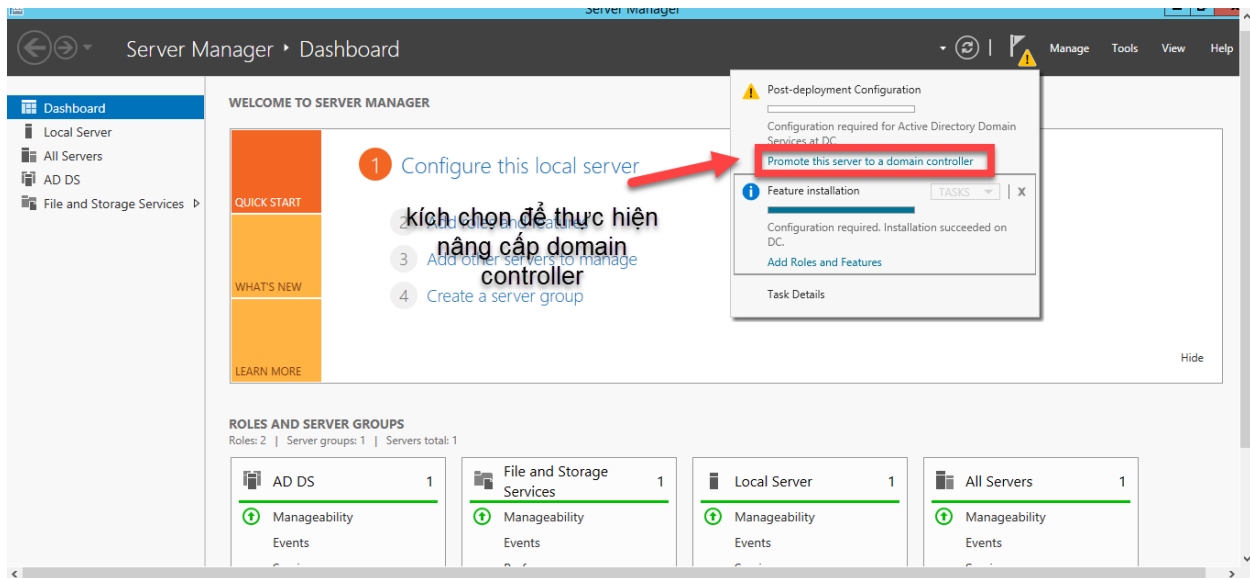 Server Manager
Server Manager • Dashboard
Manage
Tools
View
Help
Dashboard
Local Server
All Servers
AD DS
File and Storage Services
WELCOME TO SERVER MANAGER
QUICK START
WHAT'S NEW
LEARN MORE
1 Configure this local server
2 Add roles and features
3 Add other servers to manage
4 Create a server group
kích chọn để thực hiện
nâng cấp domain
controller
Hide
Post-deployment Configuration
Configuration required for Active Directory Domain
Services at DC
Promote this server to a domain controller
Feature installation
TASKS
X
Configuration required. Installation succeeded on
DC.
Add Roles and Features
Task Details
ROLES AND SERVER GROUPS
Roles: 2 | Server groups: 1 | Servers total: 1
AD DS 1
Manageability
Events
File and Storage
Services 1
Manageability
Events
Local Server 1
Manageability
Events
All Servers 1
Manageability
Events